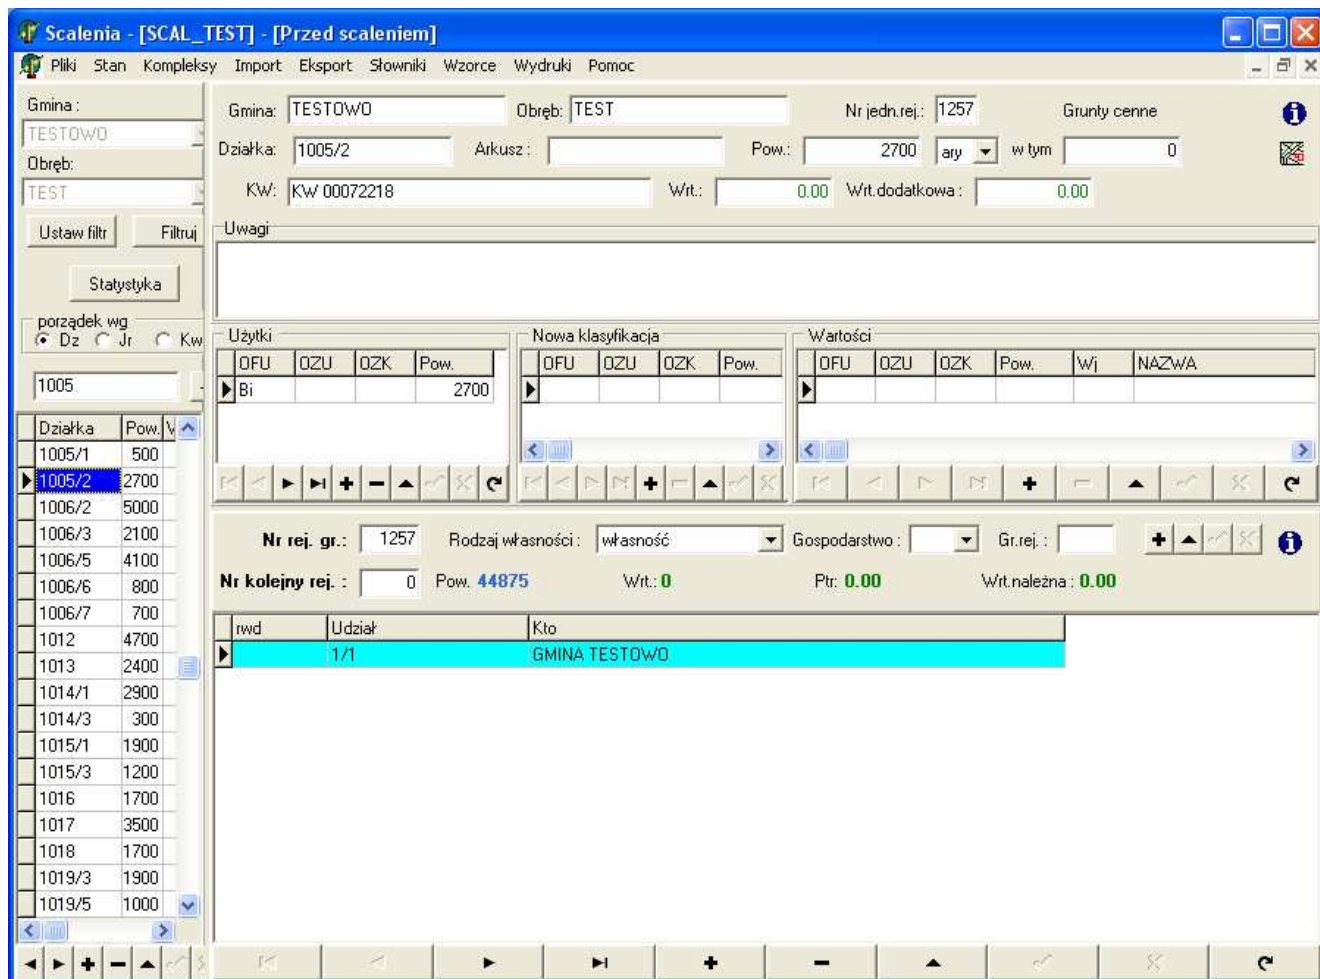 Scalenia - [SCAL_TEST] - [Przed scaleniem]
Pliki Stan Kompleksy Import Eksport Słowniki Wzorce Wydruki Pomoc
Gmina :
TESTOWO
Obręb:
TEST
Ustaw filtr Filtruj
Statystyka
porządek wg
Dz Jr Kw
1005
Działka Pow.
1005/1 500
1005/2 2700
1006/2 5000
1006/3 2100
1006/5 4100
1006/6 800
1006/7 700
1012 4700
1013 2400
1014/1 2900
1014/3 300
1015/1 1900
1015/3 1200
1016 1700
1017 3500
1018 1700
1019/3 1900
1019/5 1000
Gmina: TESTOWO Obręb: TEST Nr jedn.rej.: 1257 Grunty cenne
Działka: 1005/2 Arkusz : Pow.: 2700 ary w tym 0
KW: KW 00072218 Wrt.: 0.00 Wrt.dodatkowa : 0.00
Uwagi
Użytki
OFU OZU OZK Pow.
Bi 2700
Nowa klasyfikacja
OFU OZU OZK Pow.
Wartości
OFU OZU OZK Pow. Wj NAZWA
Nr rej. gr.: 1257 Rodzaj własności : własność Gospodarstwo : Gr.rej. :
Nr kolejny rej. : 0 Pow. 44875 Wrt.: 0 Ptr: 0.00 Wrt.należna : 0.00
rwd Udział Kto
1/1 GMINA TESTOWO